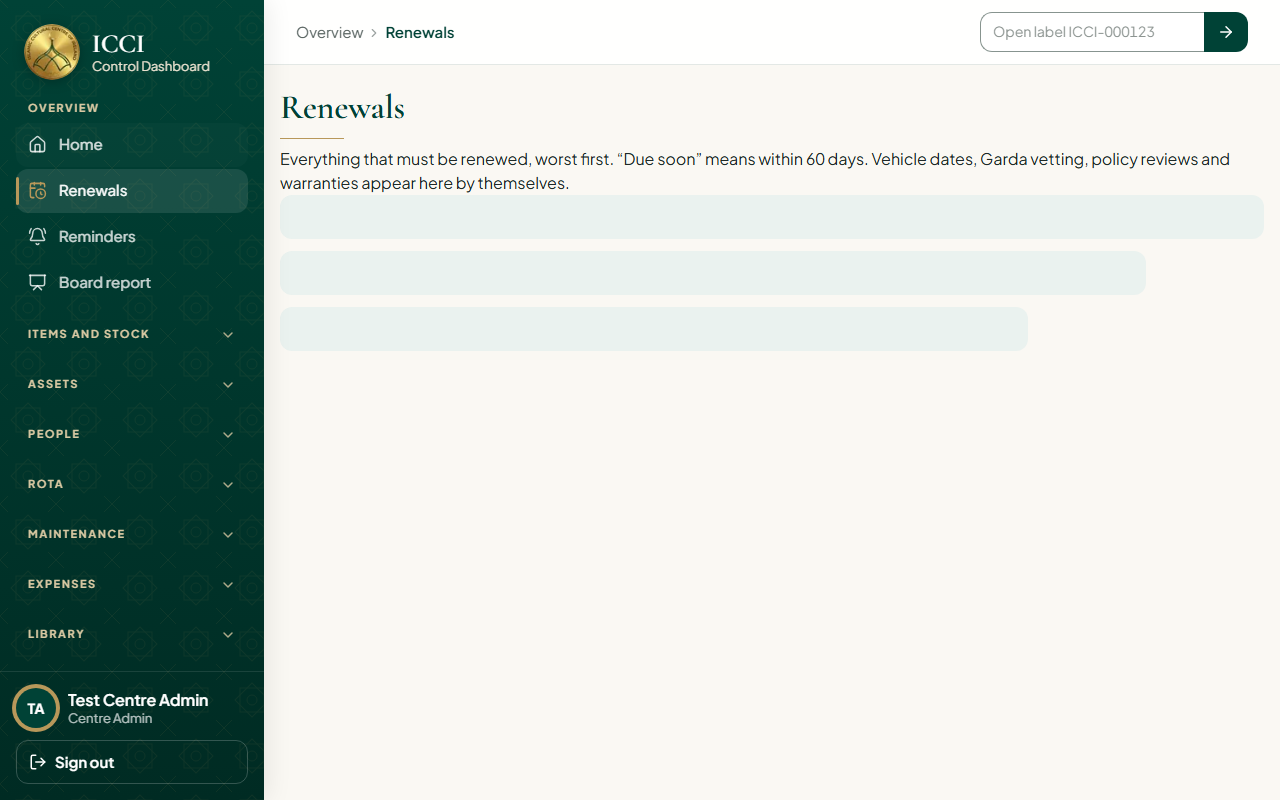 ICCI
Control Dashboard
OVERVIEW
Home
Renewals
Reminders
Board report
ITEMS AND STOCK
ASSETS
PEOPLE
ROTA
MAINTENANCE
EXPENSES
LIBRARY
TA
Test Centre Admin
Centre Admin
Sign out
Overview > Renewals
Open label ICCI-000123
Renewals
Everything that must be renewed, worst first. “Due soon” means within 60 days. Vehicle dates, Garda vetting, policy reviews and
warranties appear here by themselves.